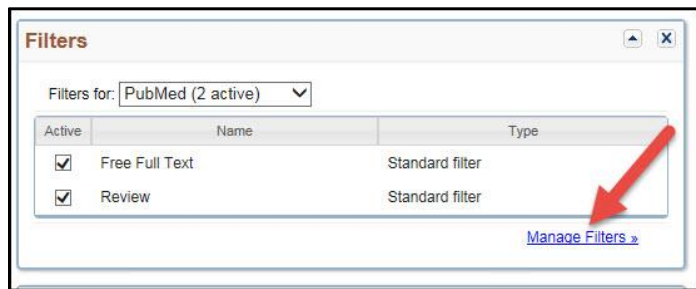 Filters
Filters for: PubMed (2 active)
Active Name Type
Free Full Text Standard filter
Review Standard filter
Manage Filters »